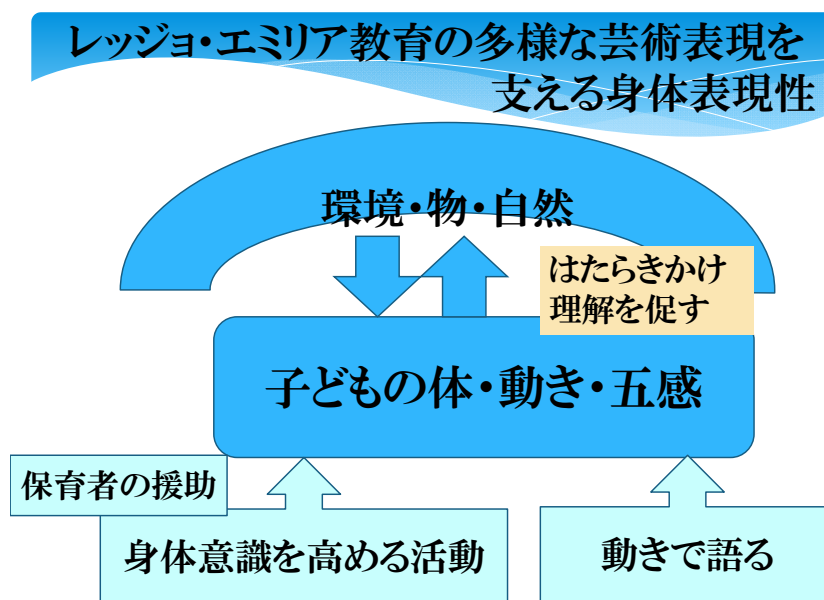 レッジョ・エミリア教育の多様な芸術表現を
支える身体表現性
環境・物・自然
はたらきかけ
理解を促す
子どもの体・動き・五感
保育者の援助
身体意識を高める活動
動きで語る